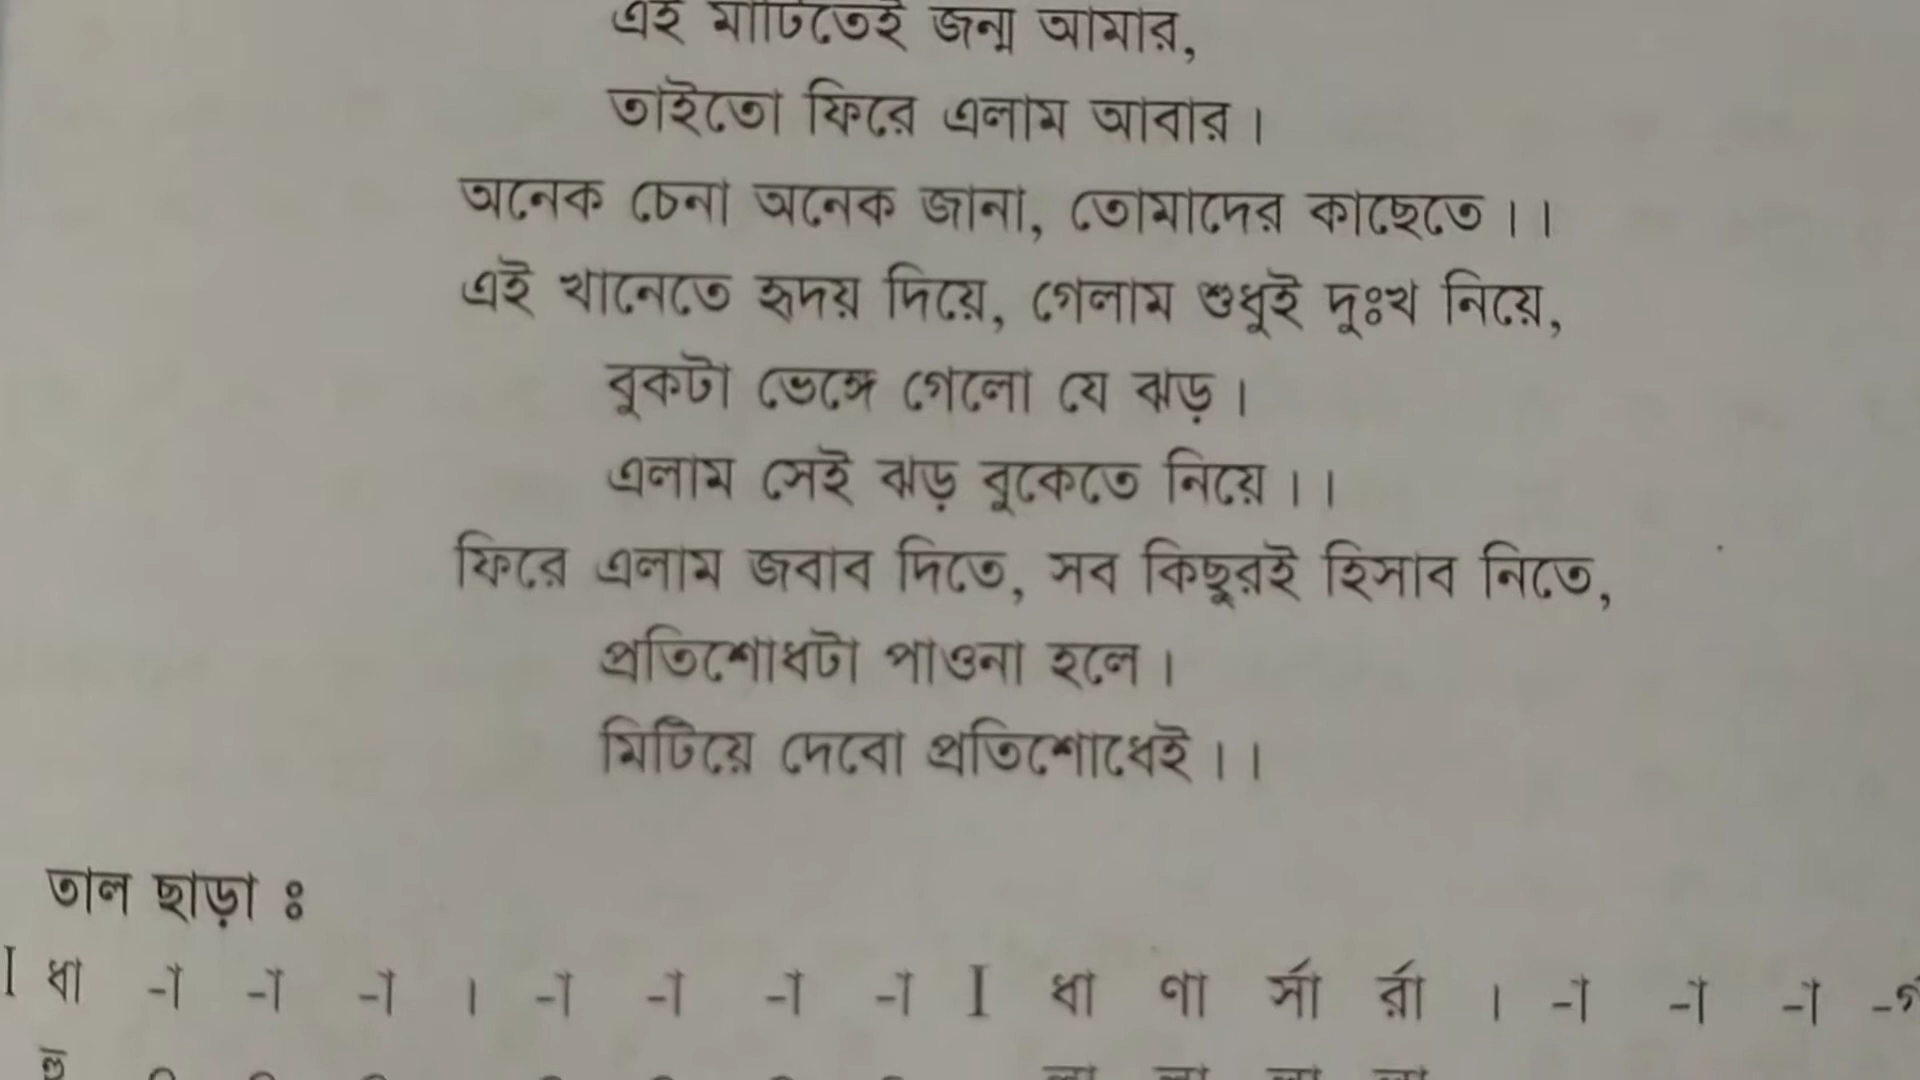 এই মাটিতেই জন্ম আমার,
তাইতো ফিরে এলাম আবার।
অনেক চেনা অনেক জানা, তোমাদের কাছেতে।।
এই খানেতে হৃদয় দিয়ে, গেলাম শুধুই দুঃখ নিয়ে,
বুকটা ভেঙ্গে গেলো যে ঝড়।
এলাম সেই ঝড় বুকেতে নিয়ে।।
ফিরে এলাম জবাব দিতে, সব কিছুরই হিসাব নিতে,
প্রতিশোধটা পাওনা হলে।
মিটিয়ে দেবো প্রতিশোধেই।।
তাল ছাড়া ঃ
I ধা -া -া -া । -া -া -া -া I ধা ণা র্সা র্রা । -া -া -া